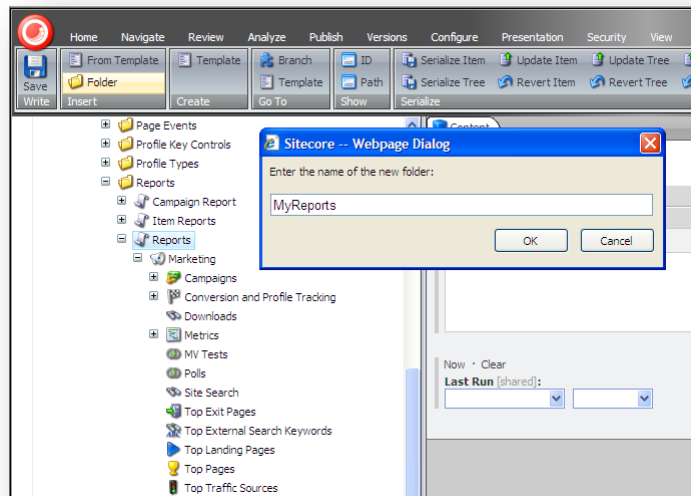 Home Navigate Review Analyze Publish Versions Configure Presentation Security View
Save
Write
From Template
Folder
Insert
Template
Create
Branch
Template
Go To
ID
Path
Show
Serialize Item Update Item Update Tree
Serialize Tree Revert Item Revert Tree
Serialize
Page Events
Profile Key Controls
Profile Types
Reports
Campaign Report
Item Reports
Reports
Marketing
Campaigns
Conversion and Profile Tracking
Downloads
Metrics
MV Tests
Polls
Site Search
Top Exit Pages
Top External Search Keywords
Top Landing Pages
Top Pages
Top Traffic Sources
Content
Sitecore -- Webpage Dialog
Enter the name of the new folder:
MyReports
OK Cancel
Now · Clear
Last Run [shared]: